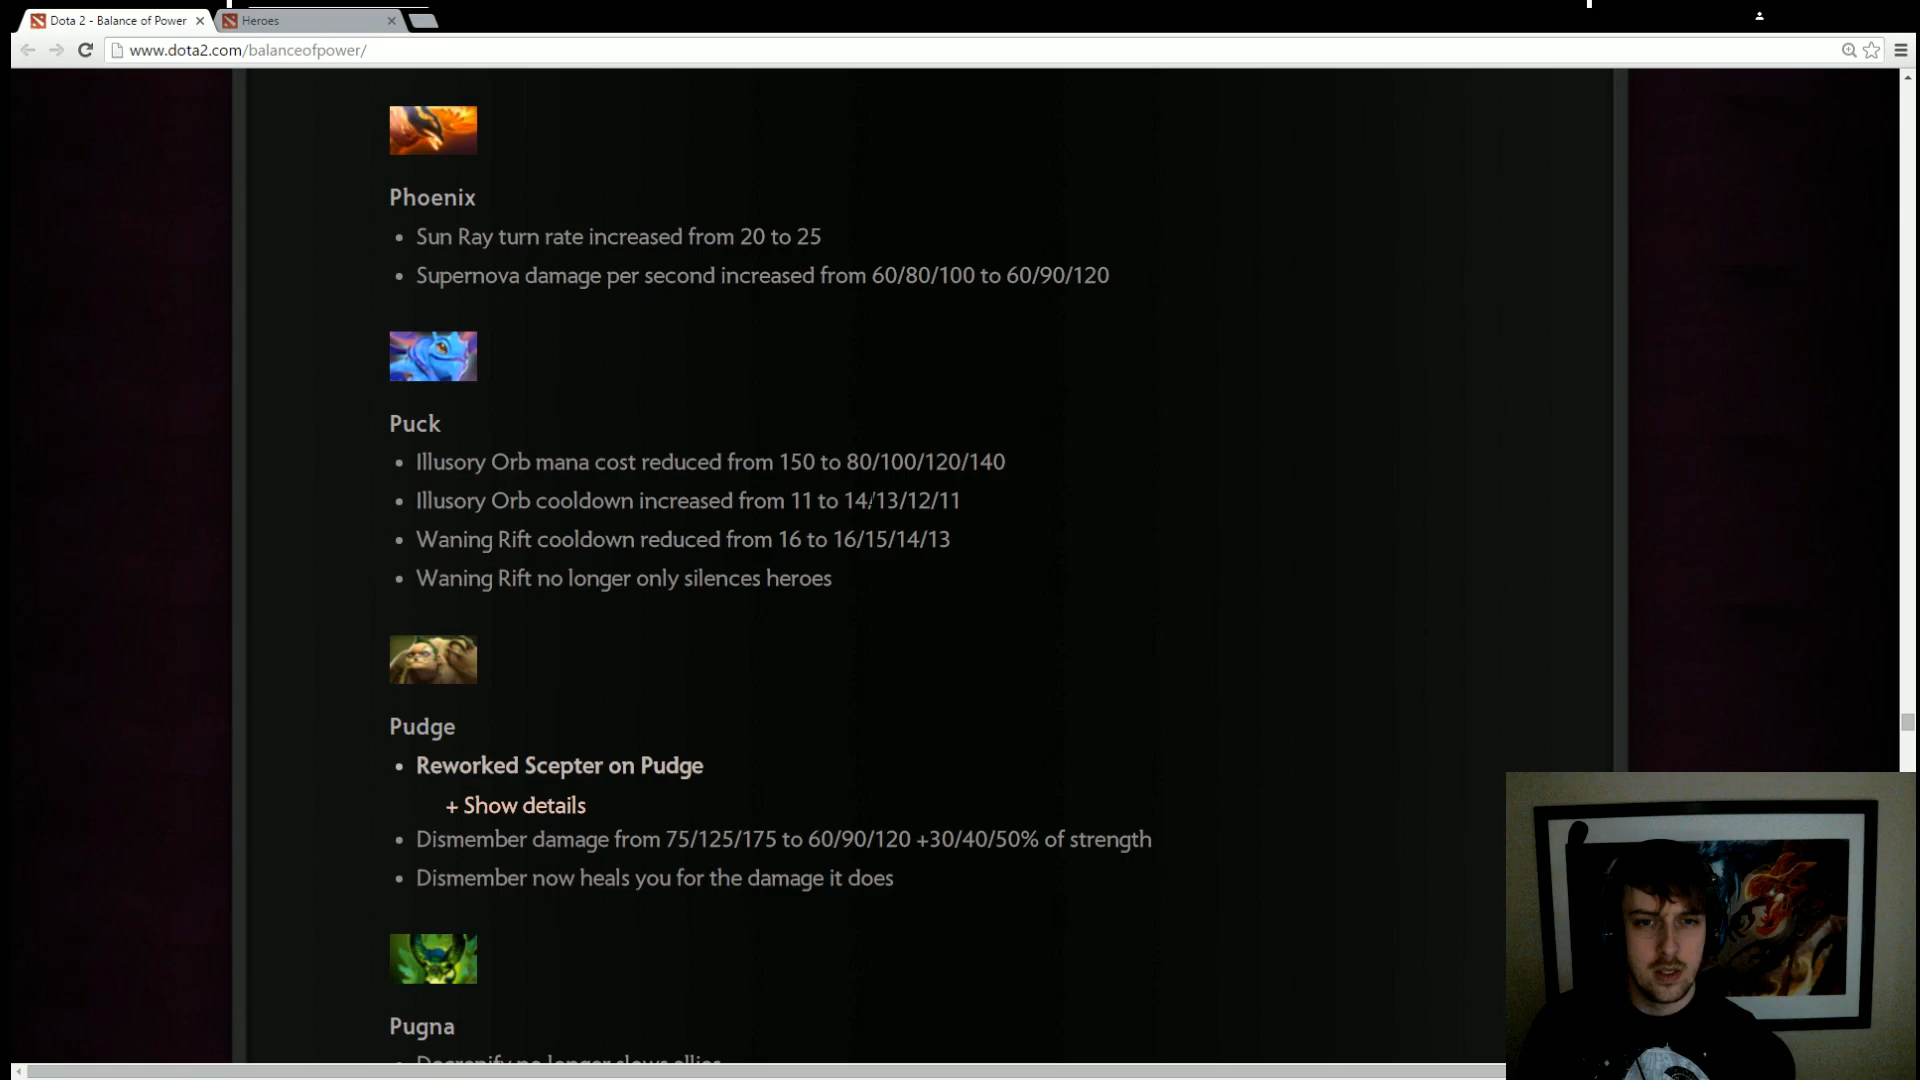 Dota 2 - Balance of Power
Heroes
www.dota2.com/balanceofpower/
Phoenix
• Sun Ray turn rate increased from 20 to 25
• Supernova damage per second increased from 60/80/100 to 60/90/120
Puck
• Illusory Orb mana cost reduced from 150 to 80/100/120/140
• Illusory Orb cooldown increased from 11 to 14/13/12/11
• Waning Rift cooldown reduced from 16 to 16/15/14/13
• Waning Rift no longer only silences heroes
Pudge
• Reworked Scepter on Pudge
+ Show details
• Dismember damage from 75/125/175 to 60/90/120 +30/40/50% of strength
• Dismember now heals you for the damage it does
Pugna
• Decrepify no longer slows allies